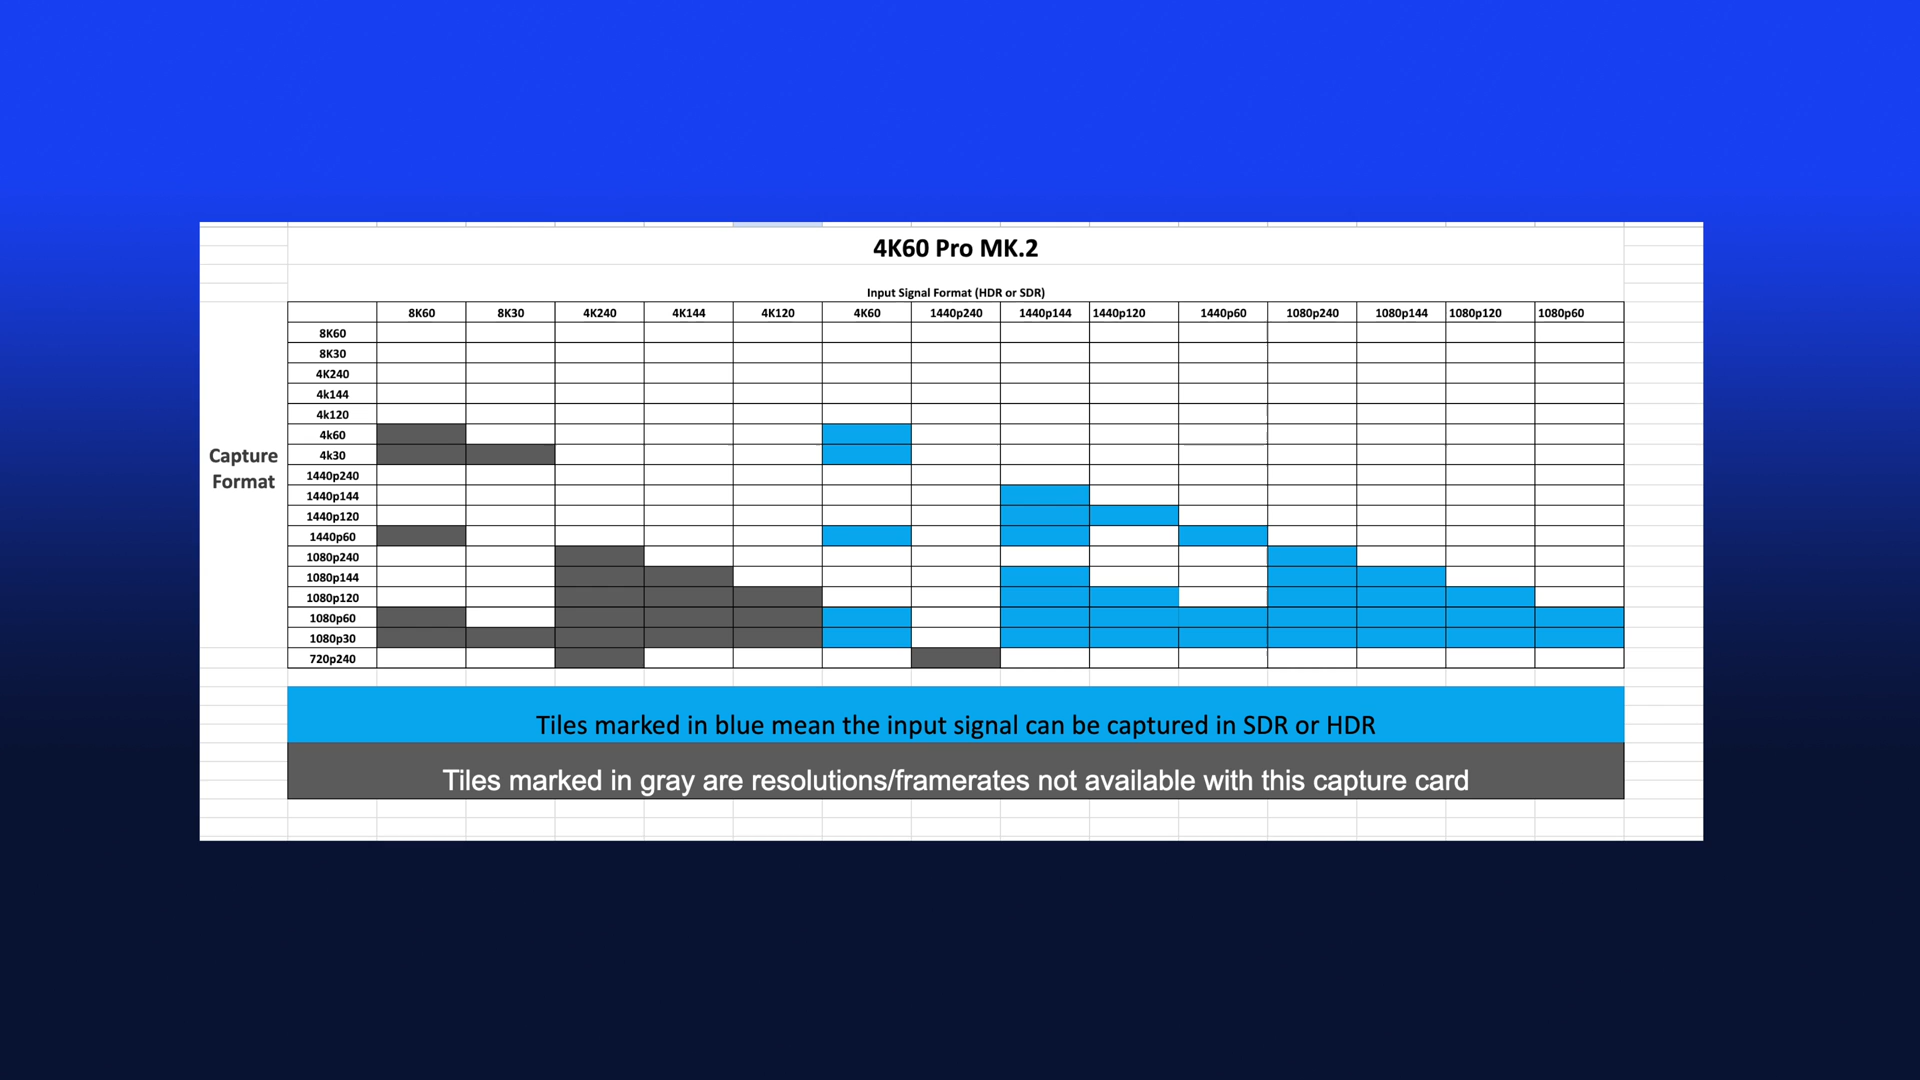 4K60 Pro MK.2
Input Signal Format (HDR or SDR)
8K60 8K30 4K240 4K144 4K120 4K60 1440p240 1440p144 1440p120 1440p60 1080p240 1080p144 1080p120 1080p60
Capture
Format
8K60
8K30
4K240
4k144
4k120
4k60
4k30
1440p240
1440p144
1440p120
1440p60
1080p240
1080p144
1080p120
1080p60
1080p30
720p240
Tiles marked in blue mean the input signal can be captured in SDR or HDR
Tiles marked in gray are resolutions/framerates not available with this capture card